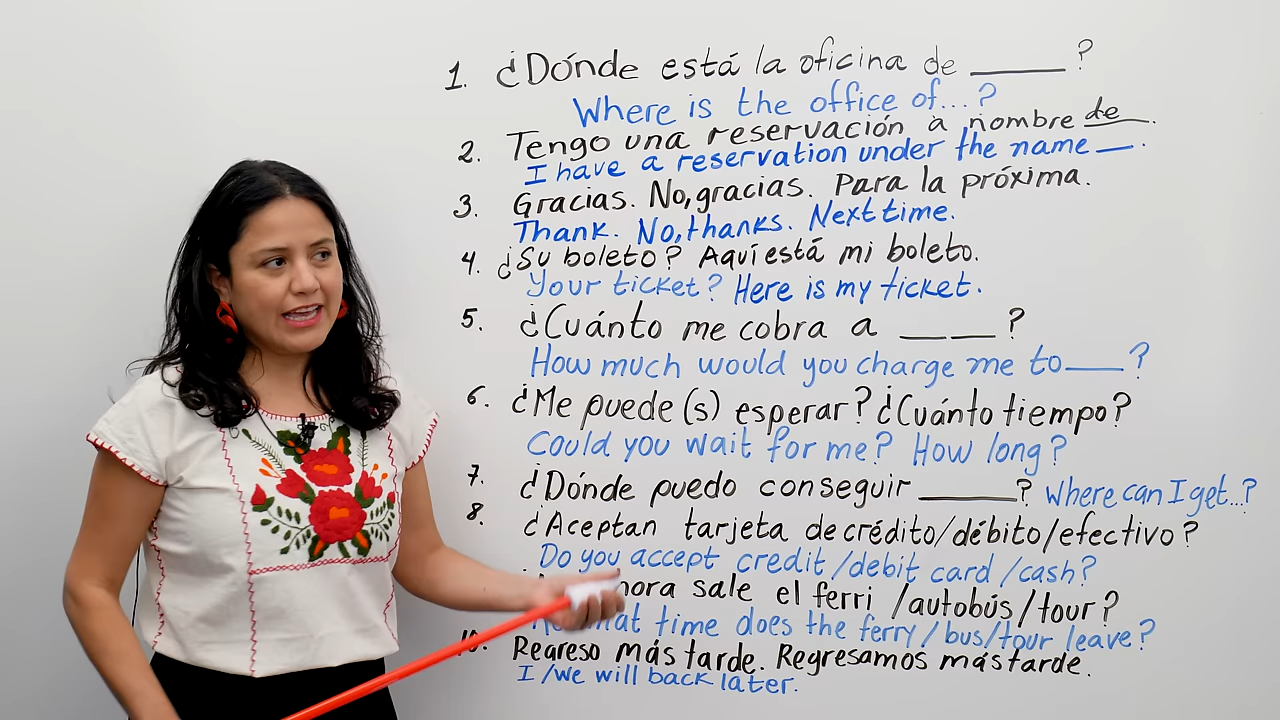 1. ¿Dónde está la oficina de ____?
Where is the office of...?
2. Tengo una reservación a nombre de__.
I have a reservation under the name __.
3. Gracias. No, gracias. Para la próxima.
Thank. No, thanks. Next time.
4. ¿Su boleto? Aquí está mi boleto.
Your ticket? Here is my ticket.
5. ¿Cuánto me cobra a ____?
How much would you charge me to ___?
6. ¿Me puede(s) esperar? ¿Cuánto tiempo?
Could you wait for me? How long?
7. ¿Dónde puedo conseguir _____? Where can I get...?
8. ¿Aceptan tarjeta de crédito/débito/efectivo?
Do you accept credit/debit card/cash?
hora sale el ferri /autobús/tour?
time does the ferry/bus/tour leave?
10. Regreso más tarde. Regresamos más tarde.
I/we will back later.